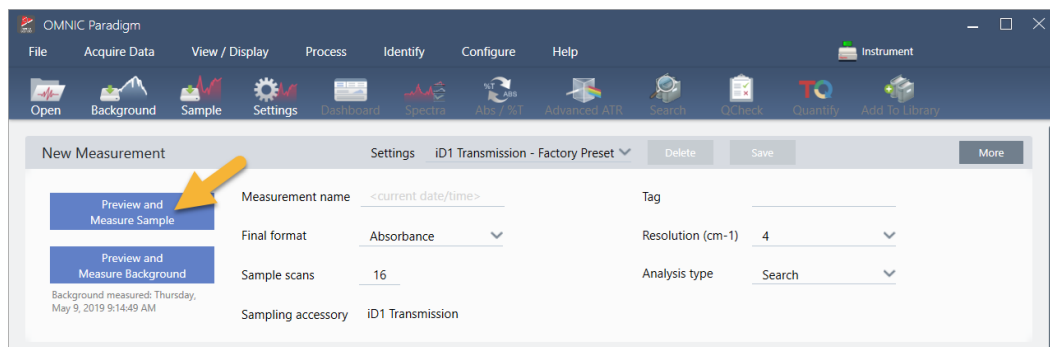 OMNIC Paradigm
File Acquire Data View / Display Process Identify Configure Help Instrument
Open Background Sample Settings Dashboard Spectra Abs / %T Advanced ATR Search QCheck Quantify Add To Library
%T ABS
TQ
New Measurement Settings iD1 Transmission - Factory Preset Delete Save More
Preview and
Measure Sample
Measurement name <current date/time> Tag
Final format Absorbance Resolution (cm-1) 4
Preview and
Measure Background
Sample scans 16 Analysis type Search
Background measured: Thursday,
May 9, 2019 9:14:49 AM
Sampling accessory iD1 Transmission